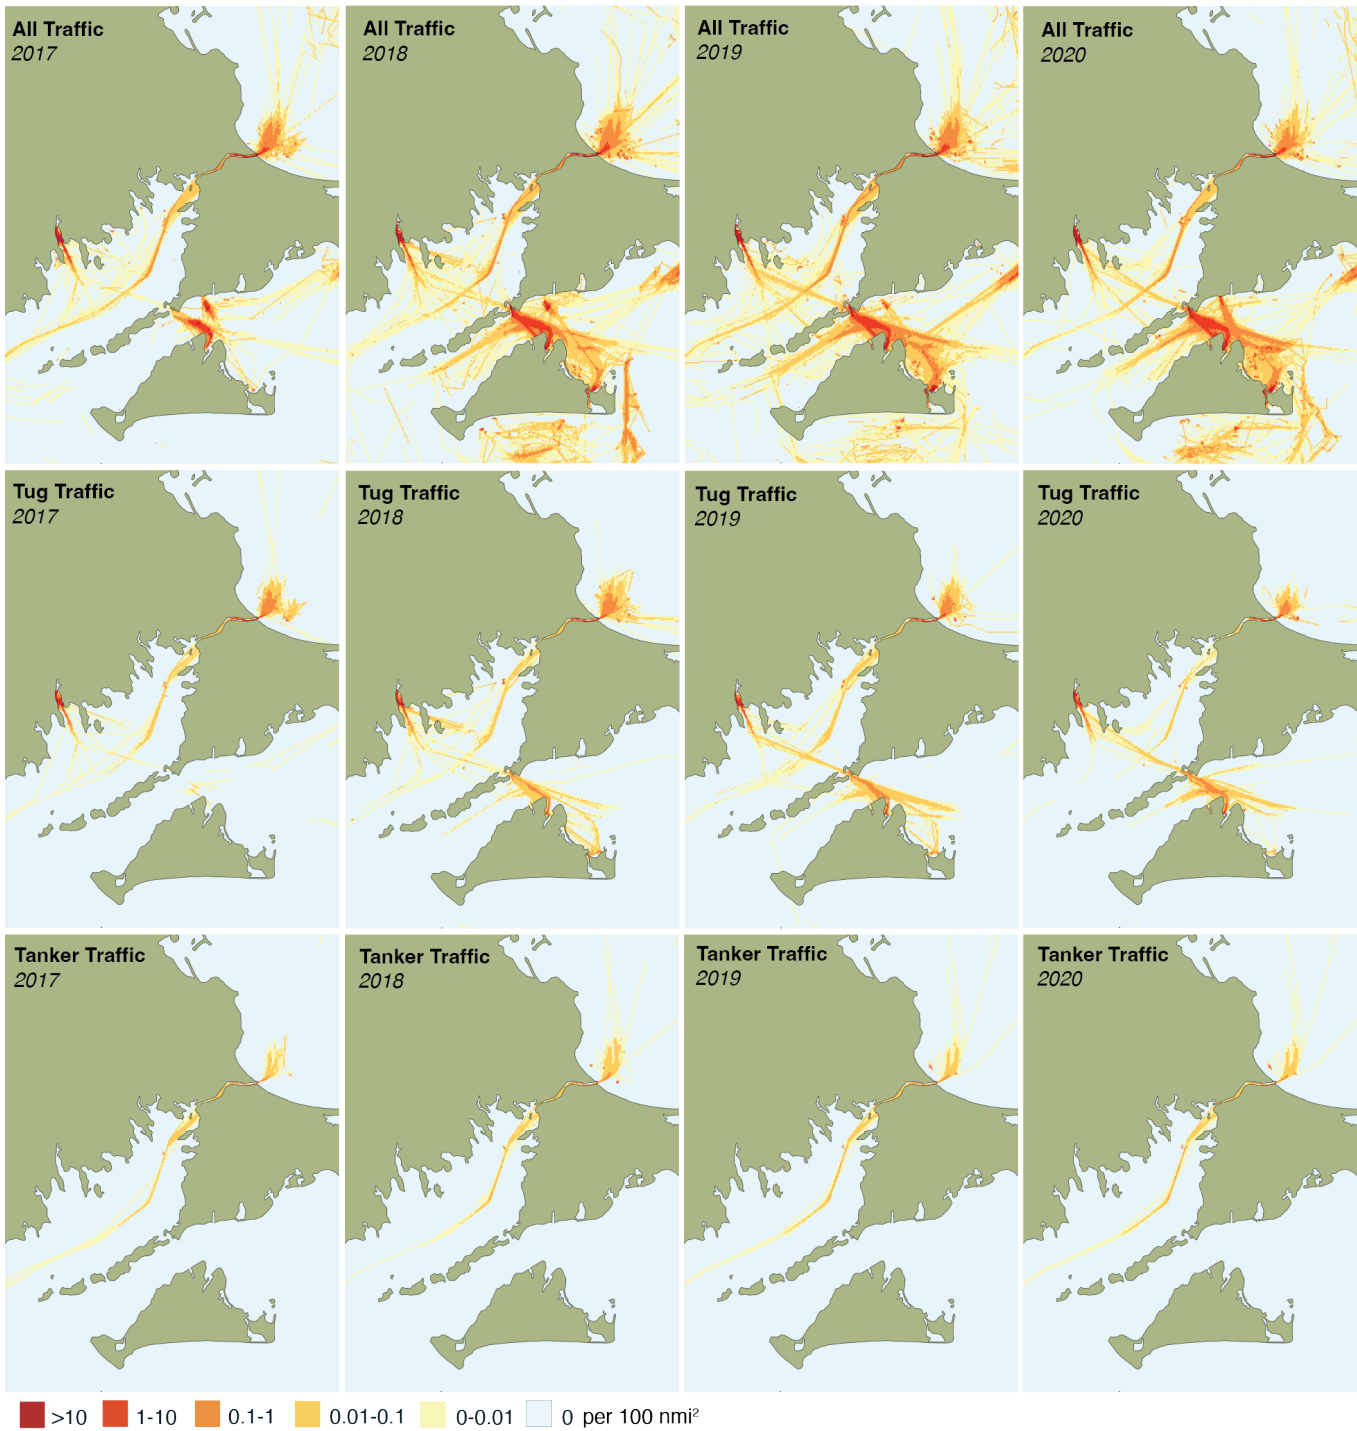 All Traffic
2017
All Traffic
2018
All Traffic
2019
All Traffic
2020
Tug Traffic
2017
Tug Traffic
2018
Tug Traffic
2019
Tug Traffic
2020
Tanker Traffic
2017
Tanker Traffic
2018
Tanker Traffic
2019
Tanker Traffic
2020
>10 1-10 0.1-1 0.01-0.1 0-0.01 0 per 100 nmi²